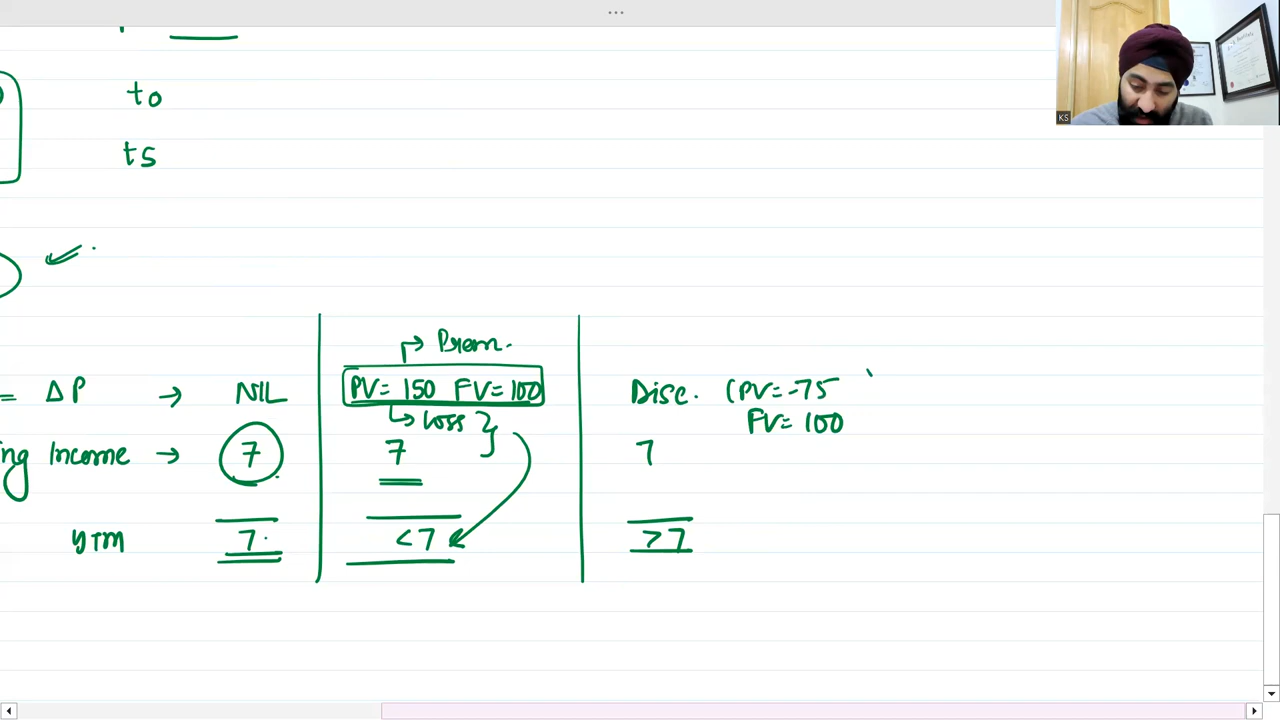 to
t5
↱ Prem.
= ΔP → NIL PV= 150 FV=100 Disc. (PV=-75
↳ Loss FV= 100
ing Income → 7 7 7
YTM 7. <7 >7
KS